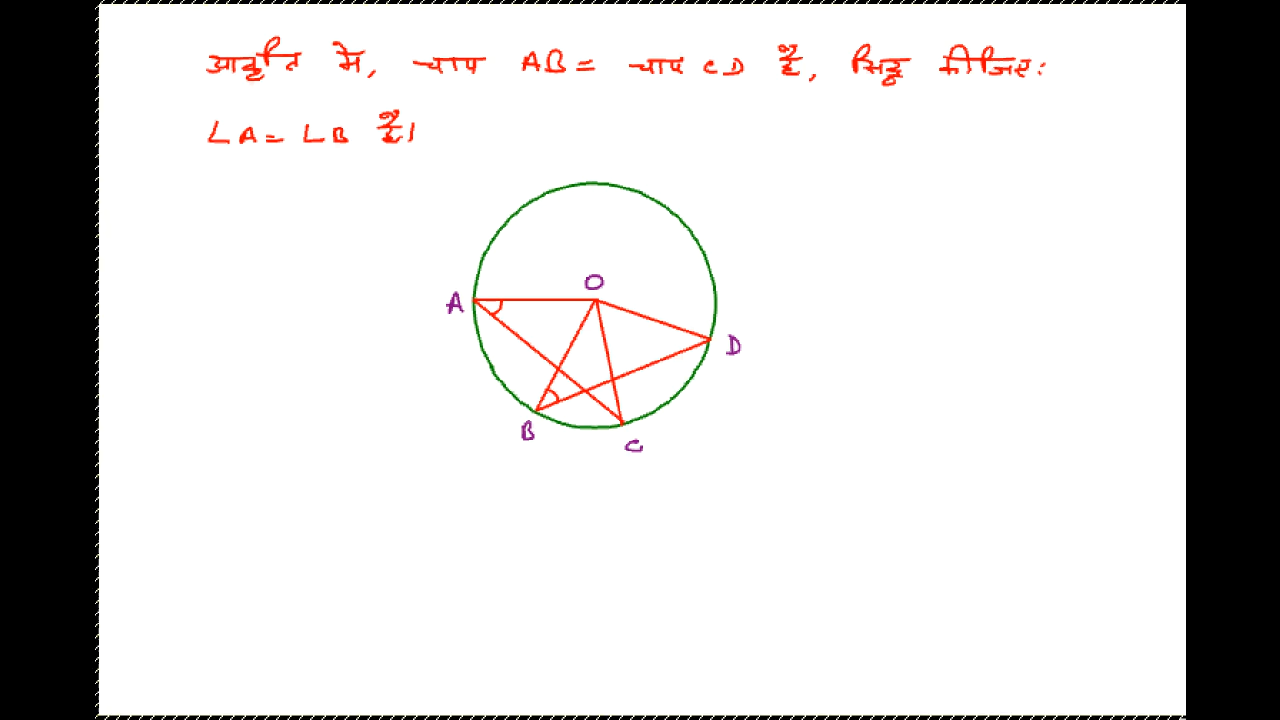 आकृति में, चाप AB = चाप CD है, सिद्ध कीजिए:
∠A = ∠B है।
O
A
D
B
C